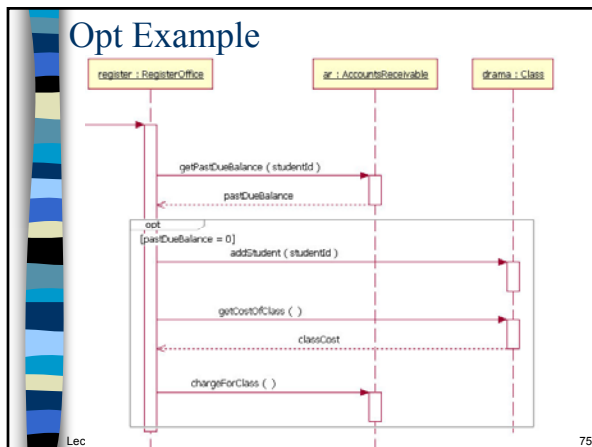 Opt Example
register : RegisterOffice
ar : AccountsReceivable
drama : Class
getPastDueBalance ( studentId )
pastDueBalance
opt
[pastDueBalance = 0]
addStudent ( studentId )
getCostOfClass ( )
classCost
chargeForClass ( )
Lec
75